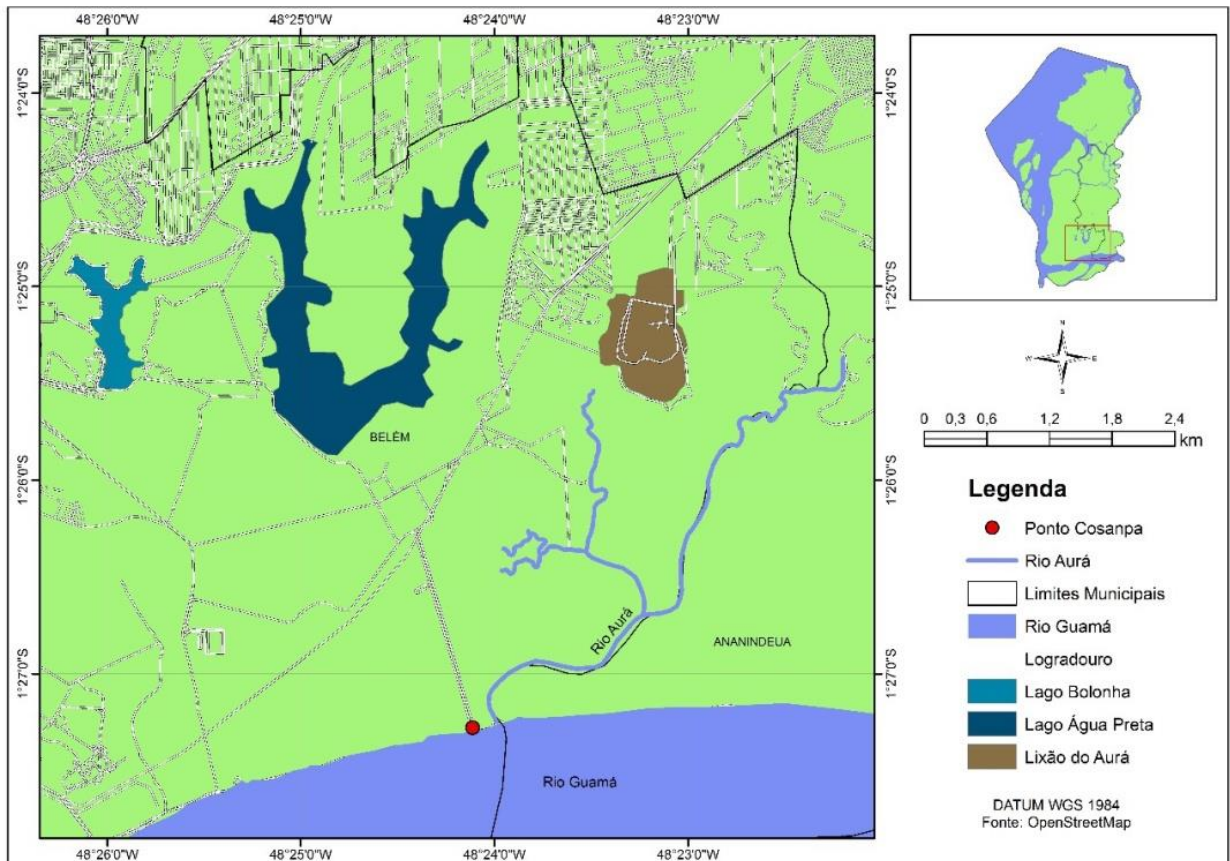 48°26'0"W 48°25'0"W 48°24'0"W 48°23'0"W
1°24'0"S 1°24'0"S
1°25'0"S 1°25'0"S
1°26'0"S 1°26'0"S
1°27'0"S 1°27'0"S
BELÉM
Rio Aurá
ANANINDEUA
Rio Guamá
48°26'0"W 48°25'0"W 48°24'0"W 48°23'0"W
N
W E
S
0 0,3 0,6 1,2 1,8 2,4
km
Legenda
Ponto Cosanpa
Rio Aurá
Limites Municipais
Rio Guamá
Logradouro
Lago Bolonha
Lago Água Preta
Lixão do Aurá
DATUM WGS 1984
Fonte: OpenStreetMap